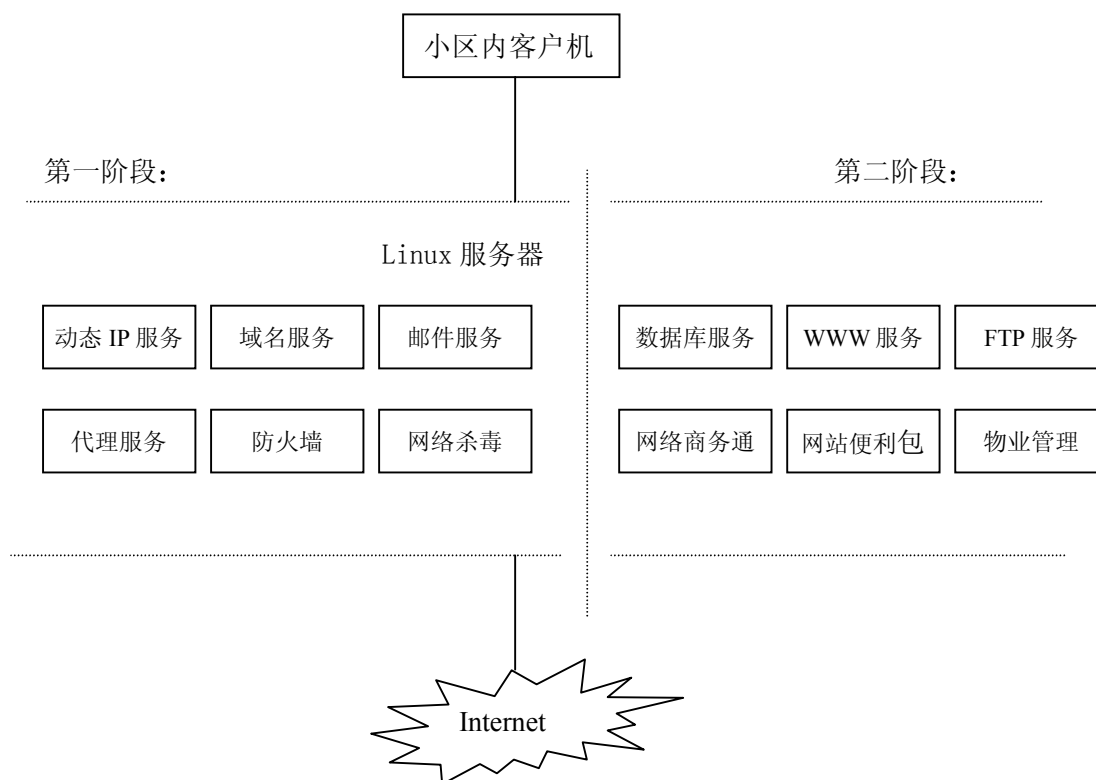 小区内客户机
第一阶段：
第二阶段：
Linux 服务器
动态 IP 服务
域名服务
邮件服务
数据库服务
WWW 服务
FTP 服务
代理服务
防火墙
网络杀毒
网络商务通
网站便利包
物业管理
Internet